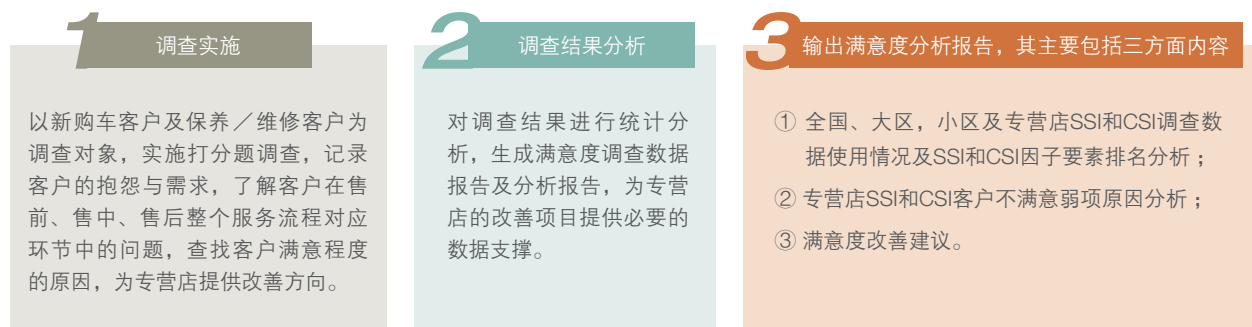 1
调查实施
以新购车客户及保养／维修客户为
调查对象，实施打分题调查，记录
客户的抱怨与需求，了解客户在售
前、售中、售后整个服务流程对应
环节中的问题，查找客户满意程度
的原因，为专营店提供改善方向。
2
调查结果分析
对调查结果进行统计分
析，生成满意度调查数据
报告及分析报告，为专营
店的改善项目提供必要的
数据支撑。
3
输出满意度分析报告，其主要包括三方面内容
① 全国、大区，小区及专营店SSI和CSI调查数
据使用情况及SSI和CSI因子要素排名分析；
② 专营店SSI和CSI客户不满意弱项原因分析；
③ 满意度改善建议。